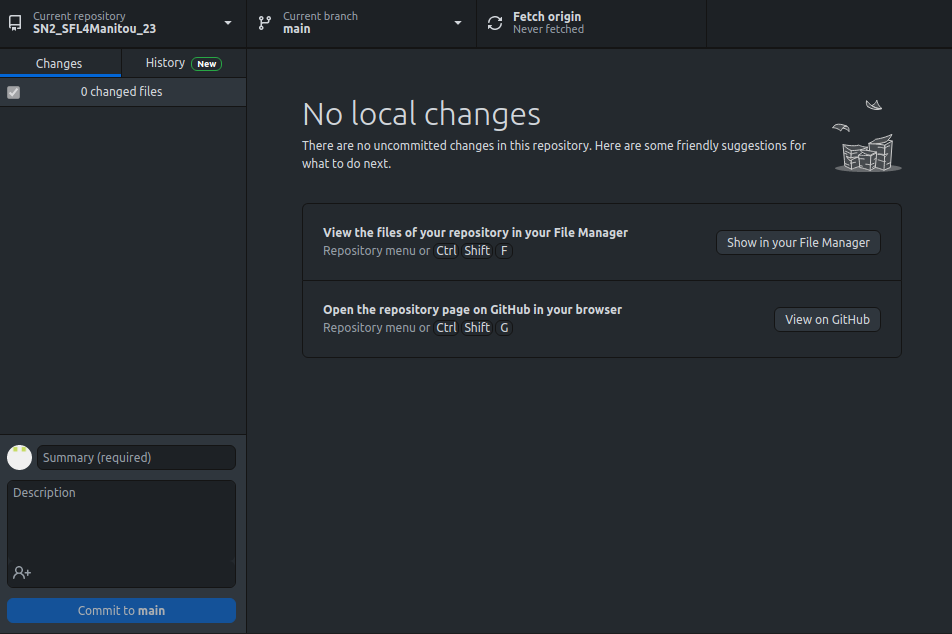 Current repository
SN2_SFL4Manitou_23
Current branch
main
Fetch origin
Never fetched
Changes
History New
0 changed files
No local changes
There are no uncommitted changes in this repository. Here are some friendly suggestions for
what to do next.
View the files of your repository in your File Manager
Repository menu or Ctrl Shift F
Show in your File Manager
Open the repository page on GitHub in your browser
Repository menu or Ctrl Shift G
View on GitHub
Summary (required)
Description
Commit to main